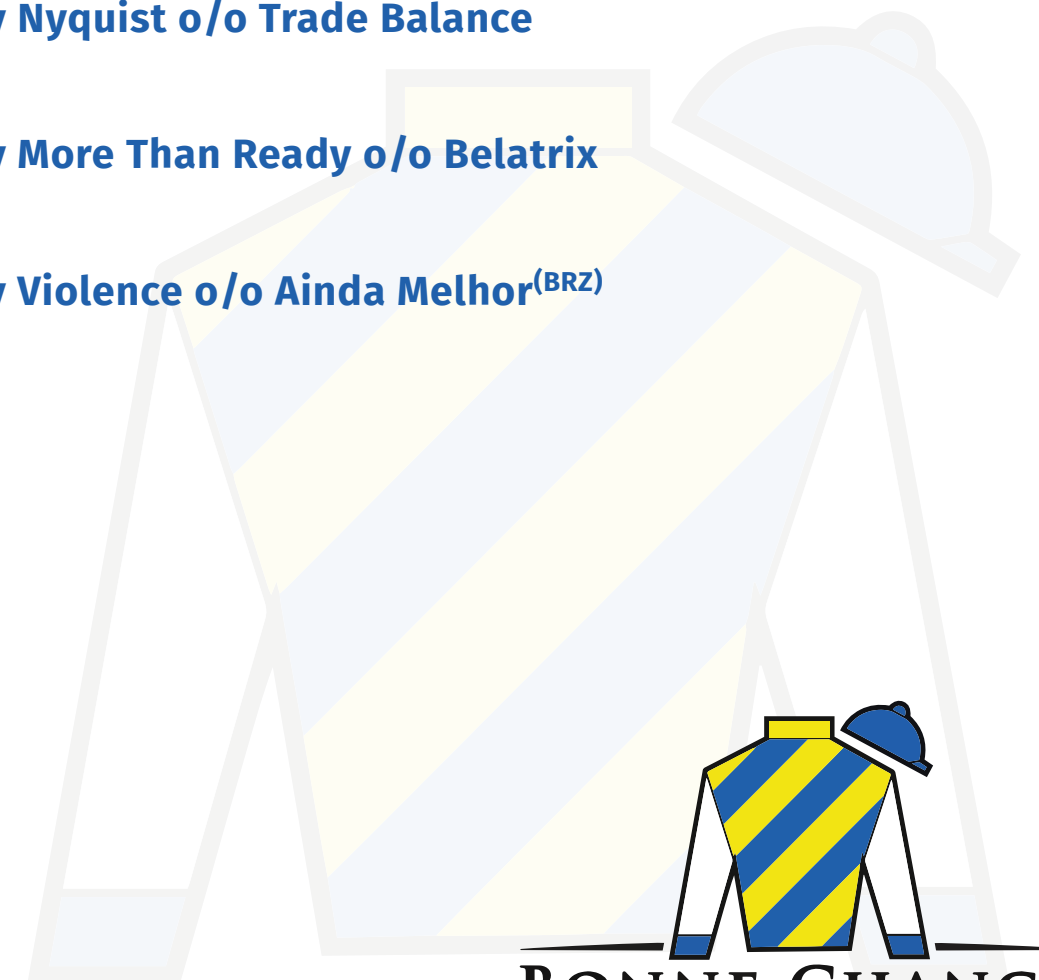 y Nyquist o/o Trade Balance
y More Than Ready o/o Belatrix
y Violence o/o Ainda Melhor(BRZ)
BONNE CHANC